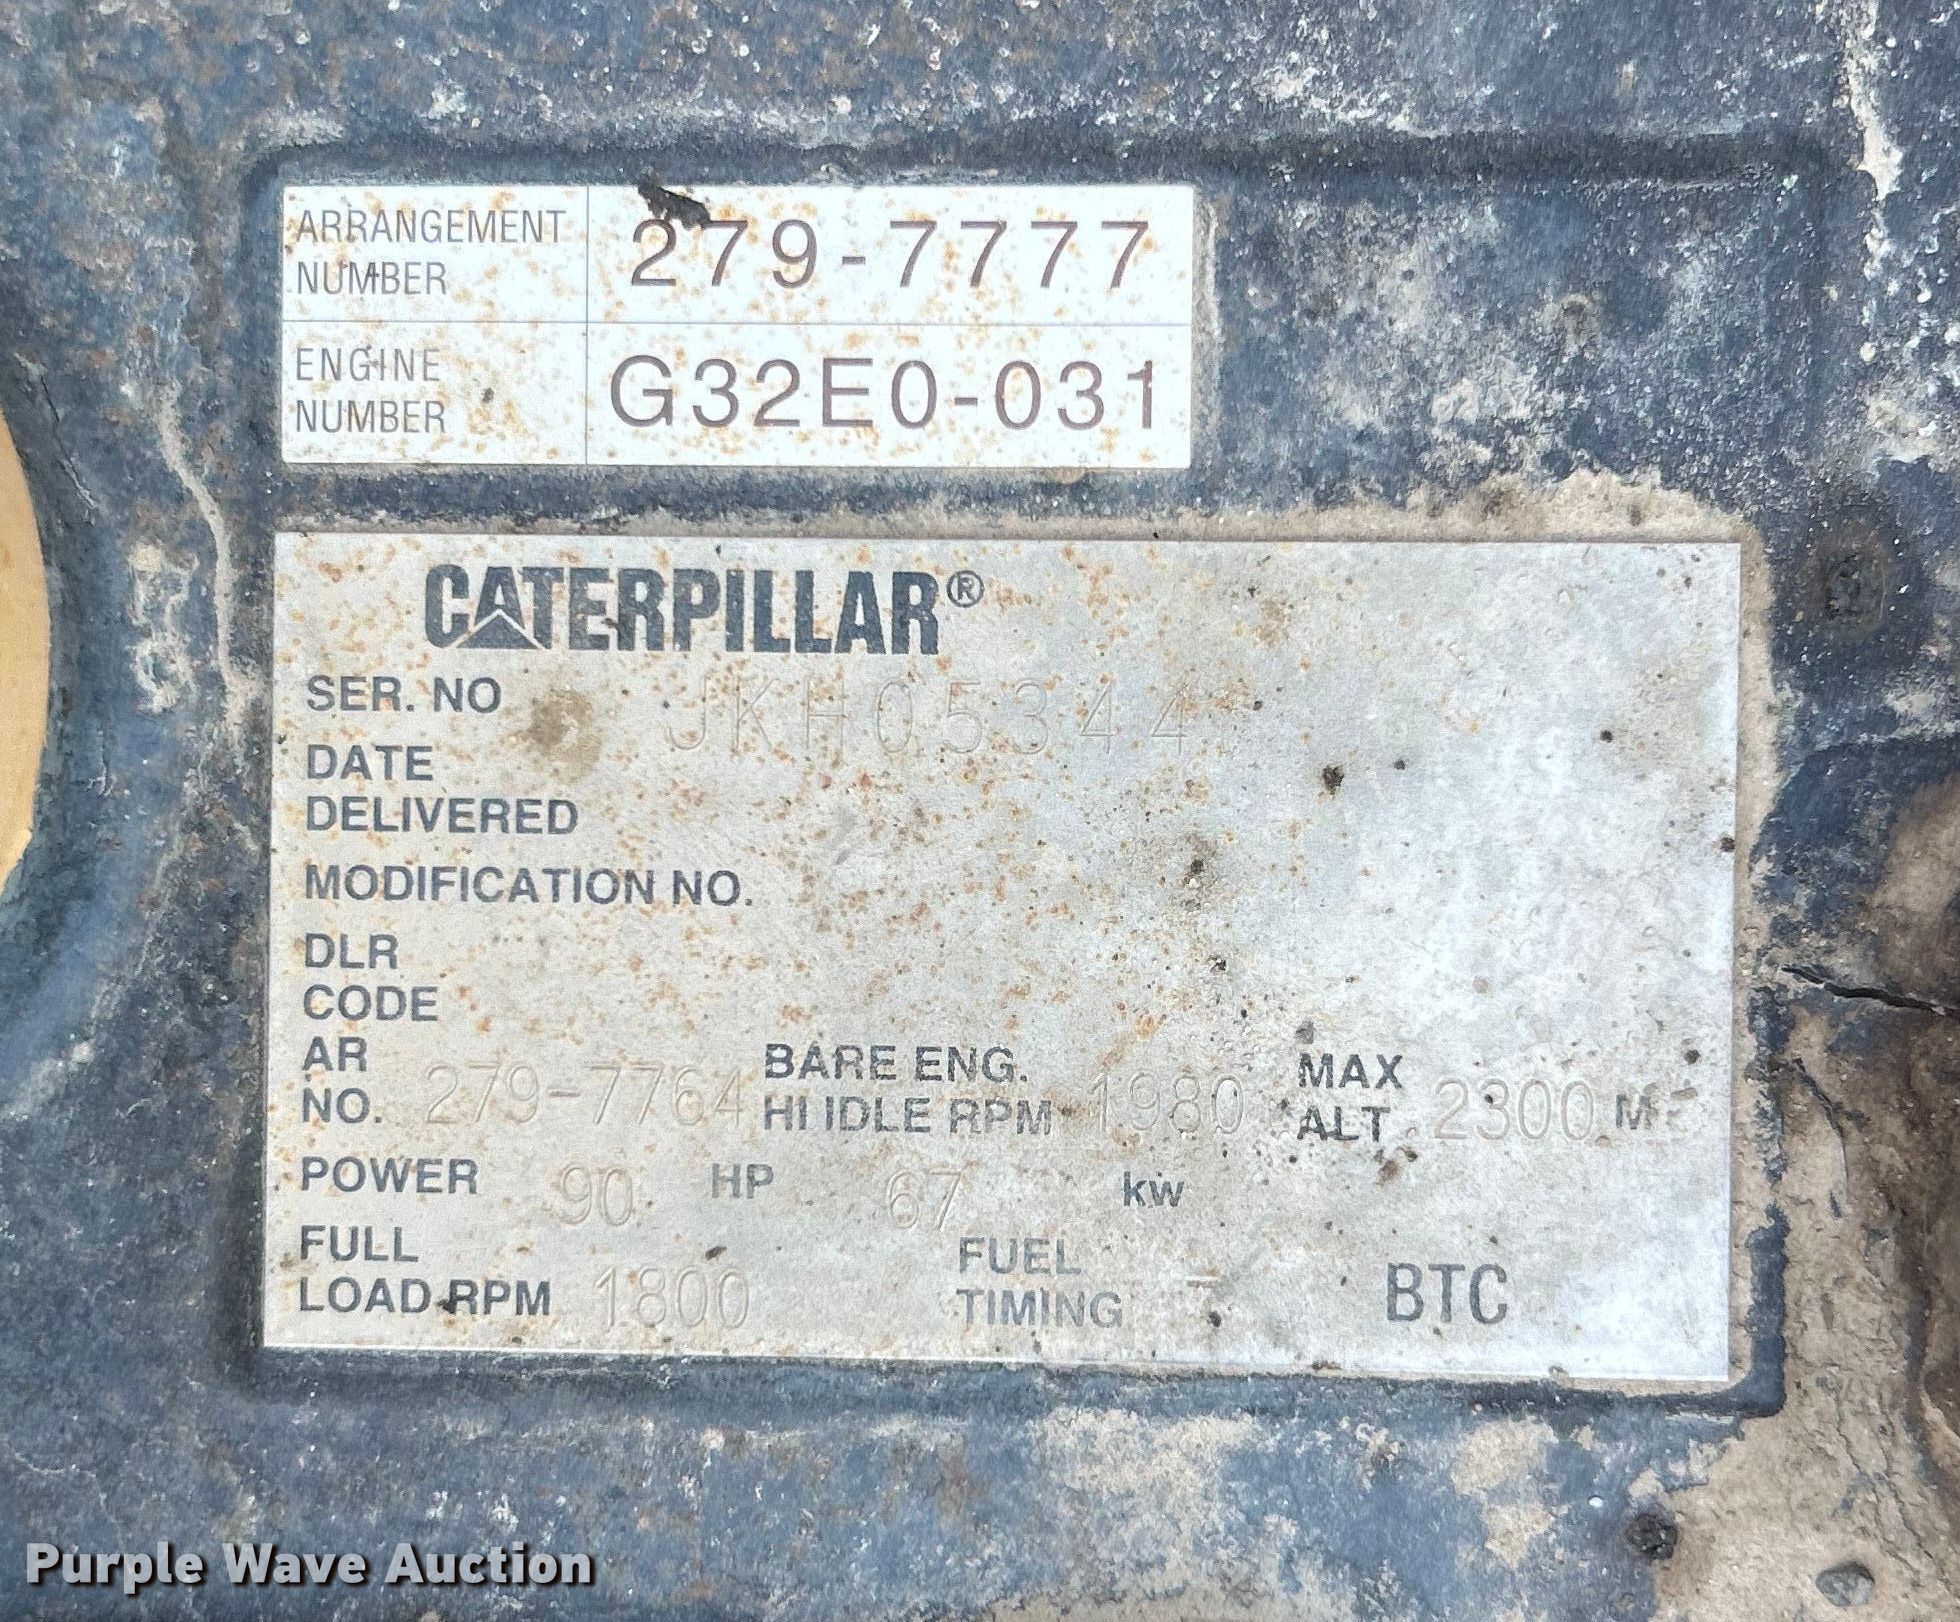 ARRANGEMENT NUMBER 279-7777
ENGINE NUMBER G32E0-031
CATERPILLAR®
SER. NO JKH05344
DATE
DELIVERED
MODIFICATION NO.
DLR
CODE
AR NO. 279-7764 BARE ENG. HI IDLE RPM 1980 MAX ALT. 2300 M
POWER 90 HP 67 kw
FULL LOAD RPM 1800 FUEL TIMING - BTC
Purple Wave Auction